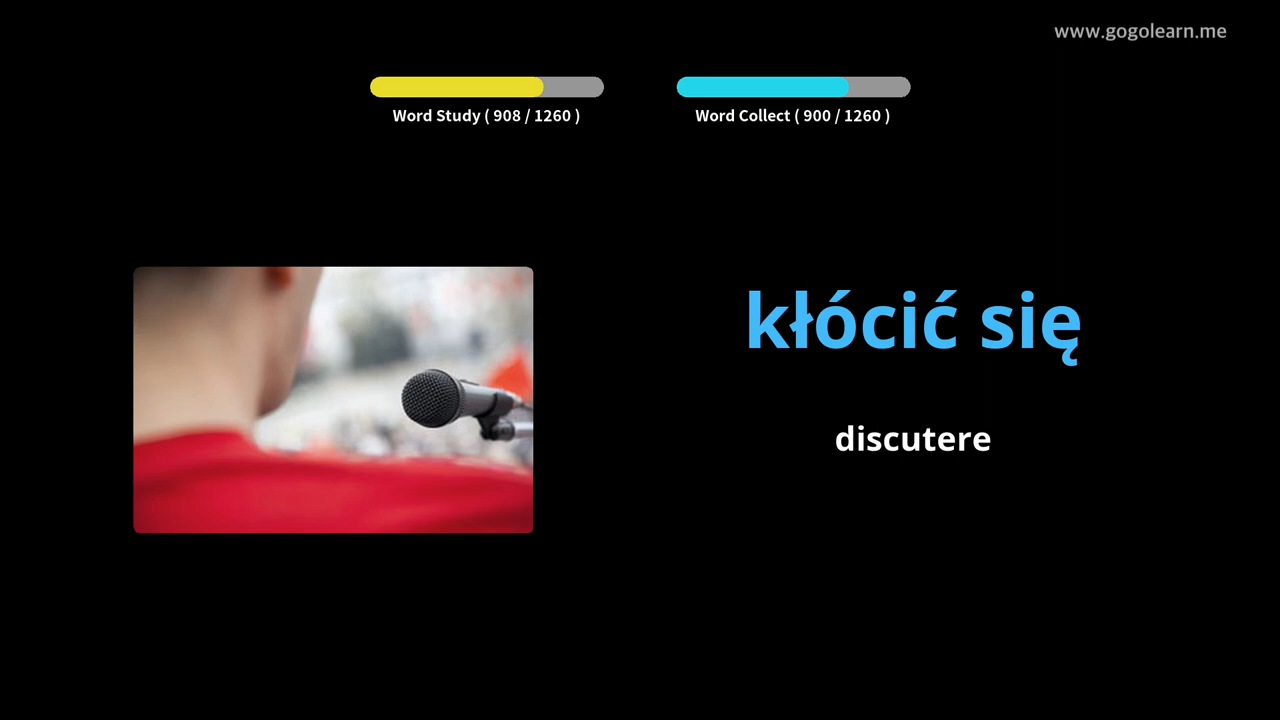 www.gogolearn.me
Word Study ( 908 / 1260 )
Word Collect ( 900 / 1260 )
kłócić się
discutere